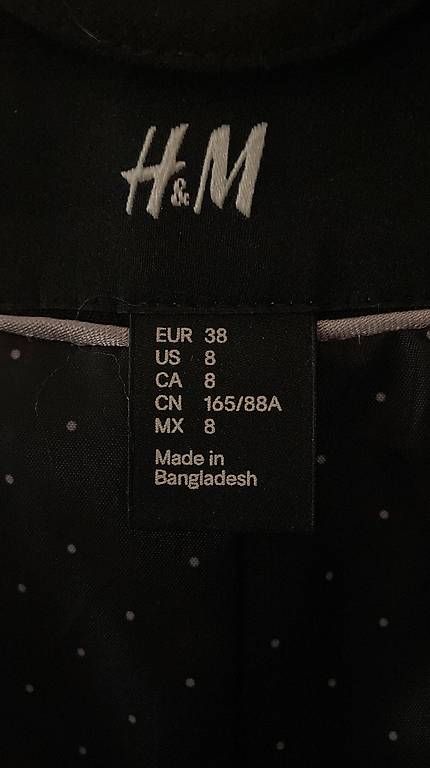 H&M
EUR 38
US 8
CA 8
CN 165/88A
MX 8
Made in
Bangladesh